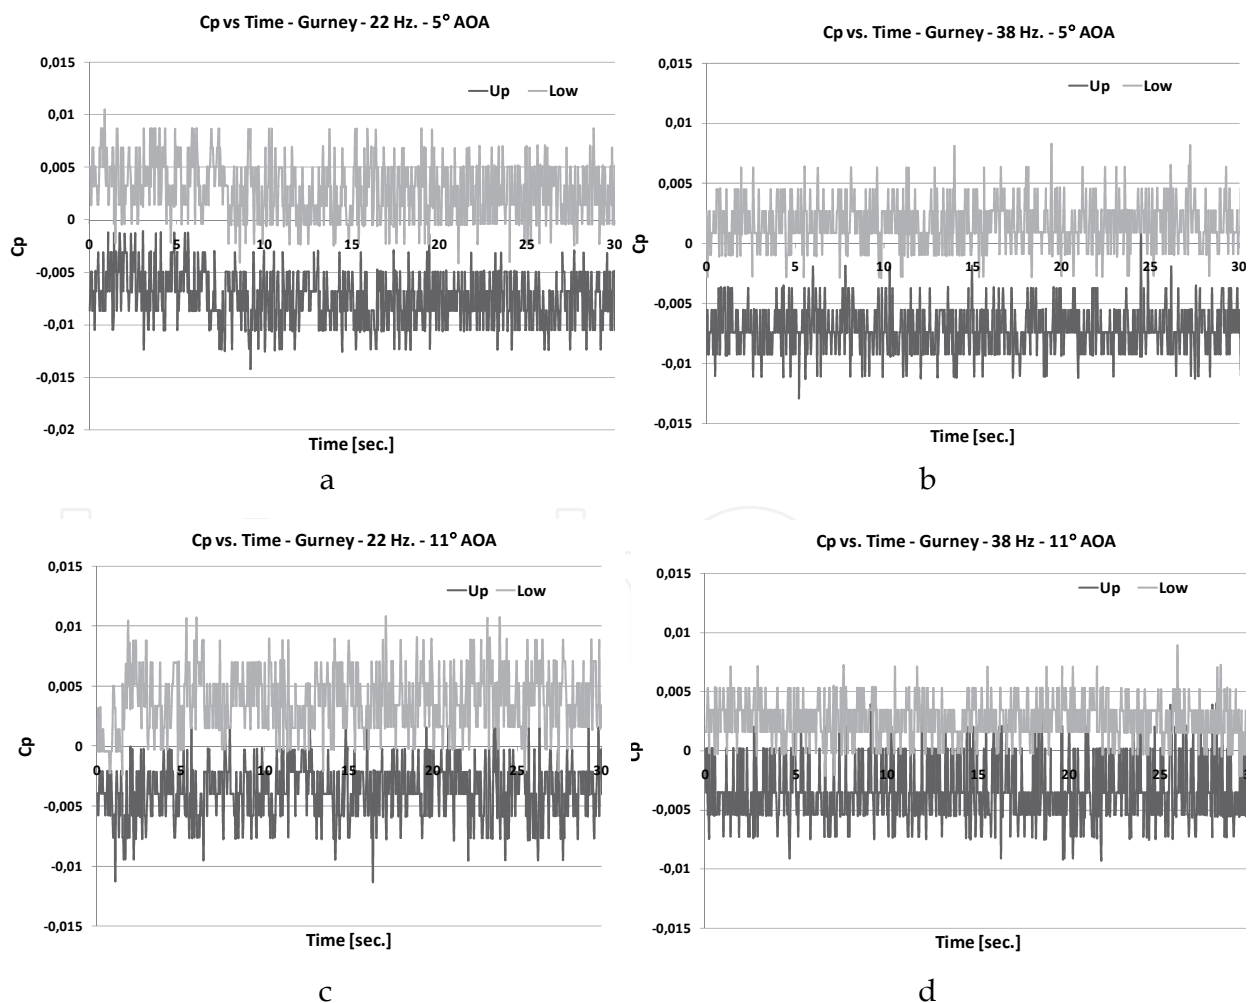 Cp vs Time - Gurney - 22 Hz. - 5° AOA
0,015
Up Low
0,01
0,005
0
0 5 10 15 20 25 30
Cp
-0,005
-0,01
-0,015
-0,02
Time [sec.]
a
Cp vs. Time - Gurney - 38 Hz. - 5° AOA
0,015
Up Low
0,01
0,005
0
0 5 10 15 20 25 30
Cp
-0,005
-0,01
-0,015
Time [sec.]
b
Cp vs. Time - Gurney - 22 Hz. - 11° AOA
0,015
Up Low
0,01
0,005
Cp
0
0 5 10 15 20 25 30
-0,005
-0,01
-0,015
Time [sec.]
c
Cp vs. Time - Gurney - 38 Hz - 11° AOA
0,015
Up Low
0,01
0,005
Cp
0
0 5 10 15 20 25
-0,005
-0,01
-0,015
Time [sec.]
d